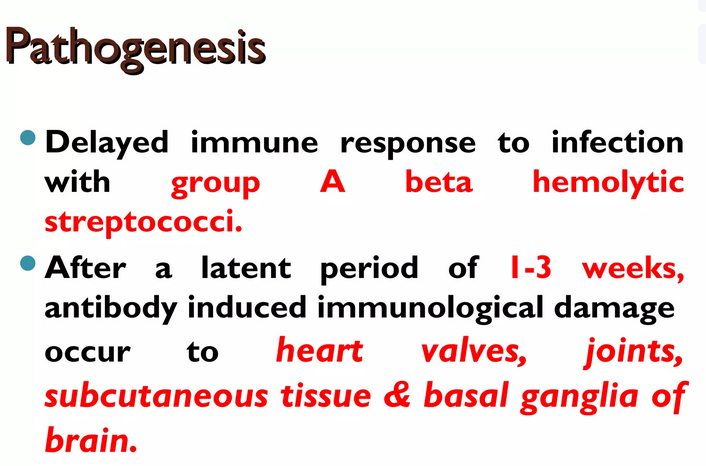 Pathogenesis
Delayed immune response to infection
with group A beta hemolytic
streptococci.
After a latent period of 1-3 weeks,
antibody induced immunological damage
occur to heart valves, joints,
subcutaneous tissue & basal ganglia of
brain.